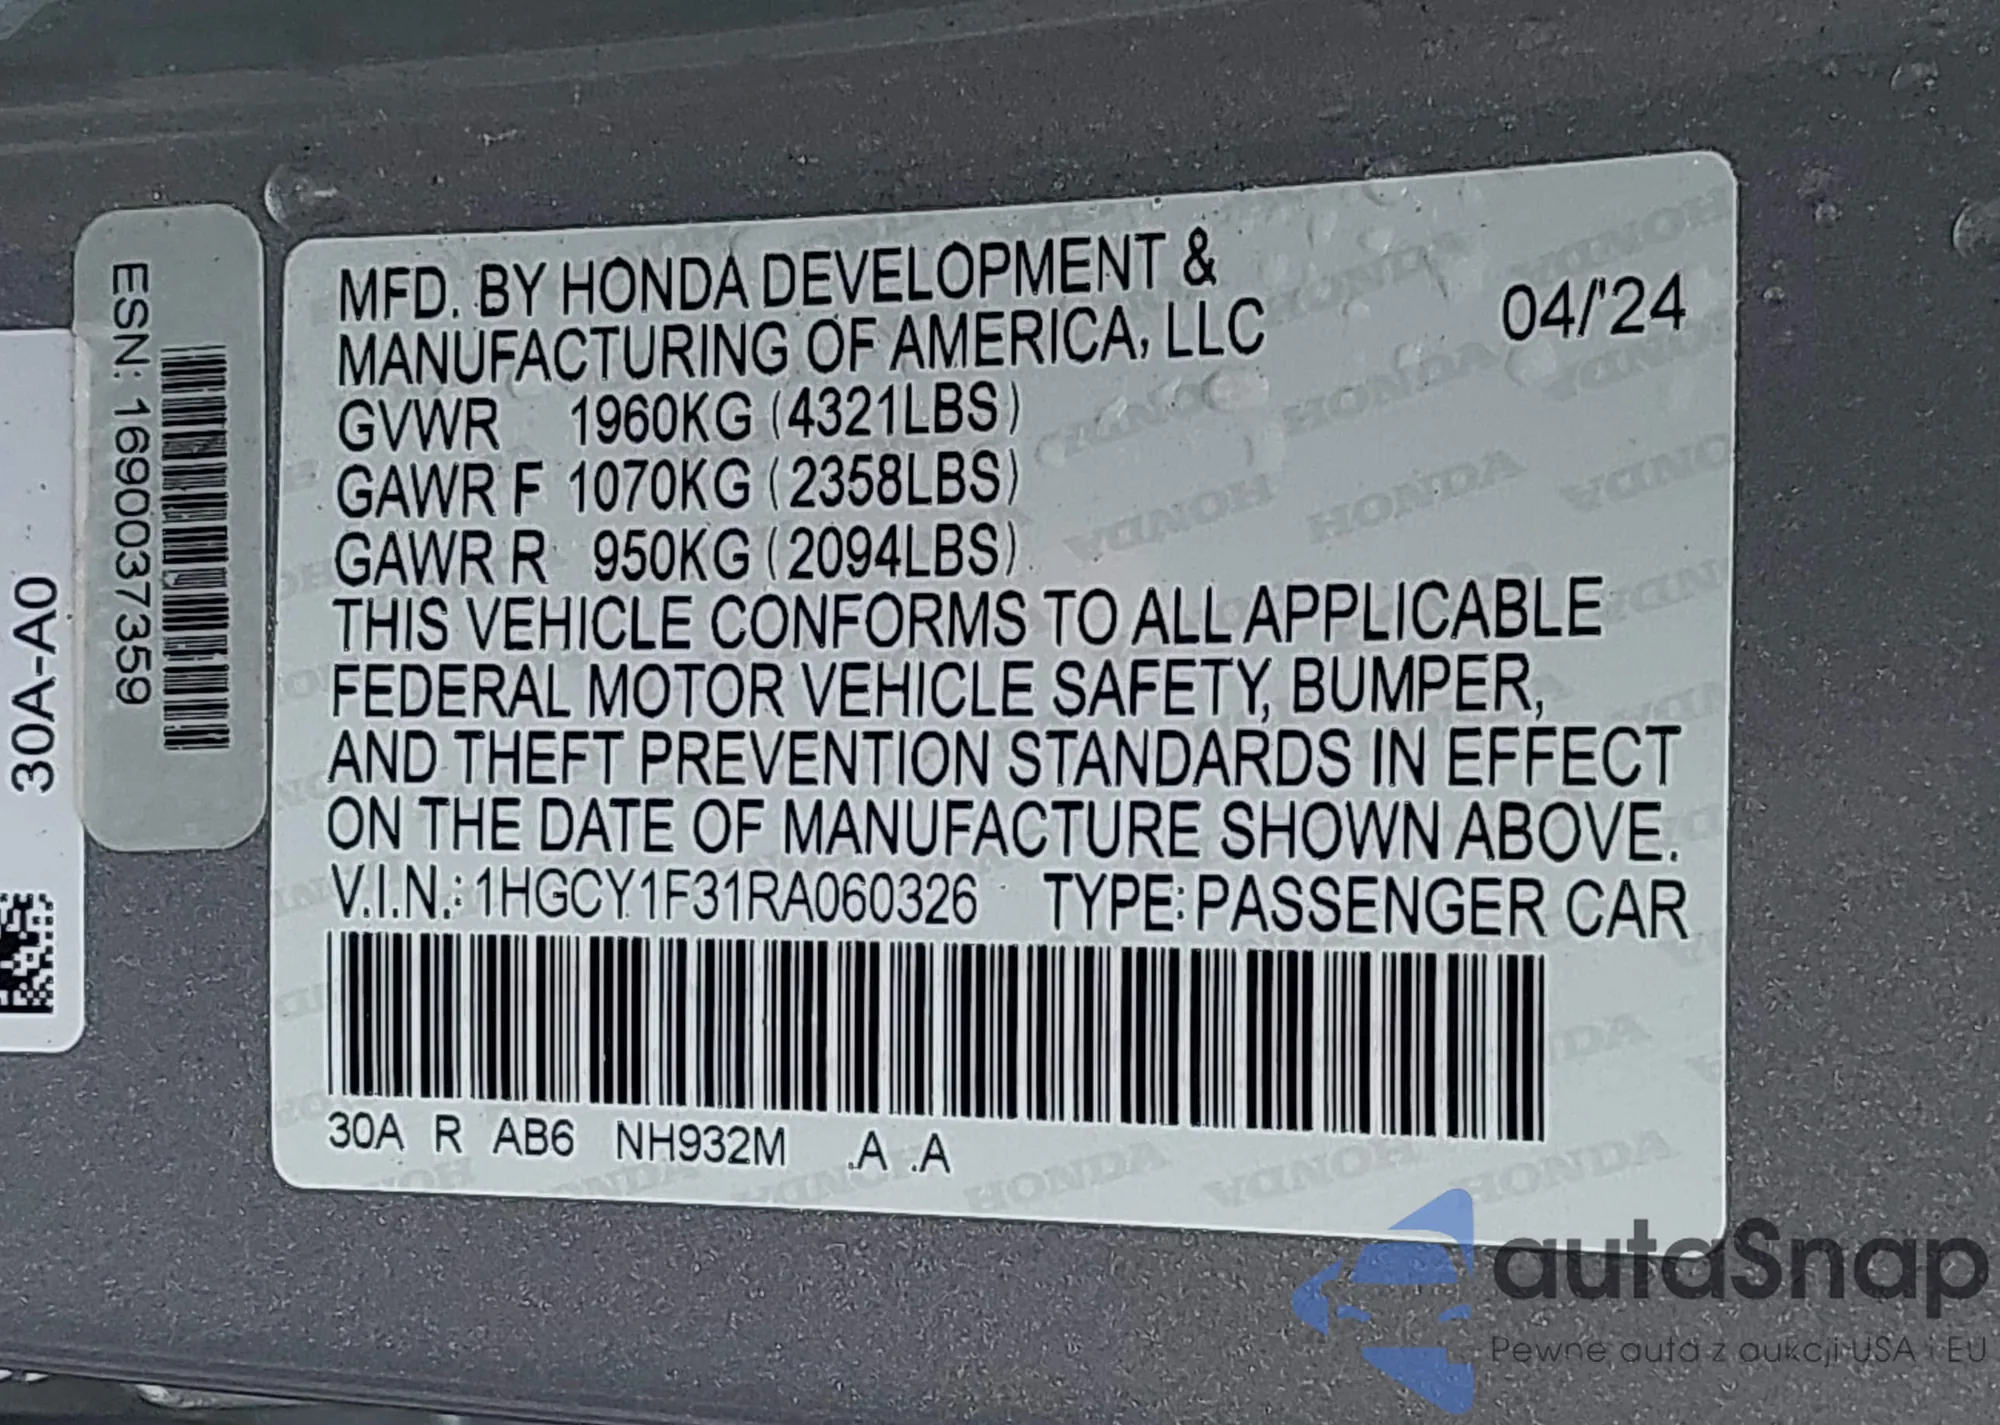 30A-A0
ESN: 1690037359
MFD. BY HONDA DEVELOPMENT &
MANUFACTURING OF AMERICA, LLC
04/'24
GVWR 1960KG (4321LBS)
GAWR F 1070KG (2358LBS)
GAWR R 950KG (2094LBS)
THIS VEHICLE CONFORMS TO ALL APPLICABLE
FEDERAL MOTOR VEHICLE SAFETY, BUMPER,
AND THEFT PREVENTION STANDARDS IN EFFECT
ON THE DATE OF MANUFACTURE SHOWN ABOVE.
V.I.N.: 1HGCY1F31RA060326 TYPE: PASSENGER CAR
30A R AB6 NH932M .A .A
autaSnap
Pewne auta z aukcji USA i EU